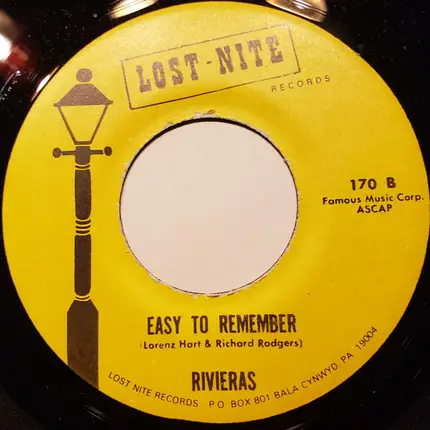 LOST-NITE
RECORDS
170 B
Famous Music Corp.
ASCAP
EASY TO REMEMBER
(Lorenz Hart & Richard Rodgers)
RIVIERAS
LOST NITE RECORDS P O BOX 801 BALA CYNWYD PA 19004